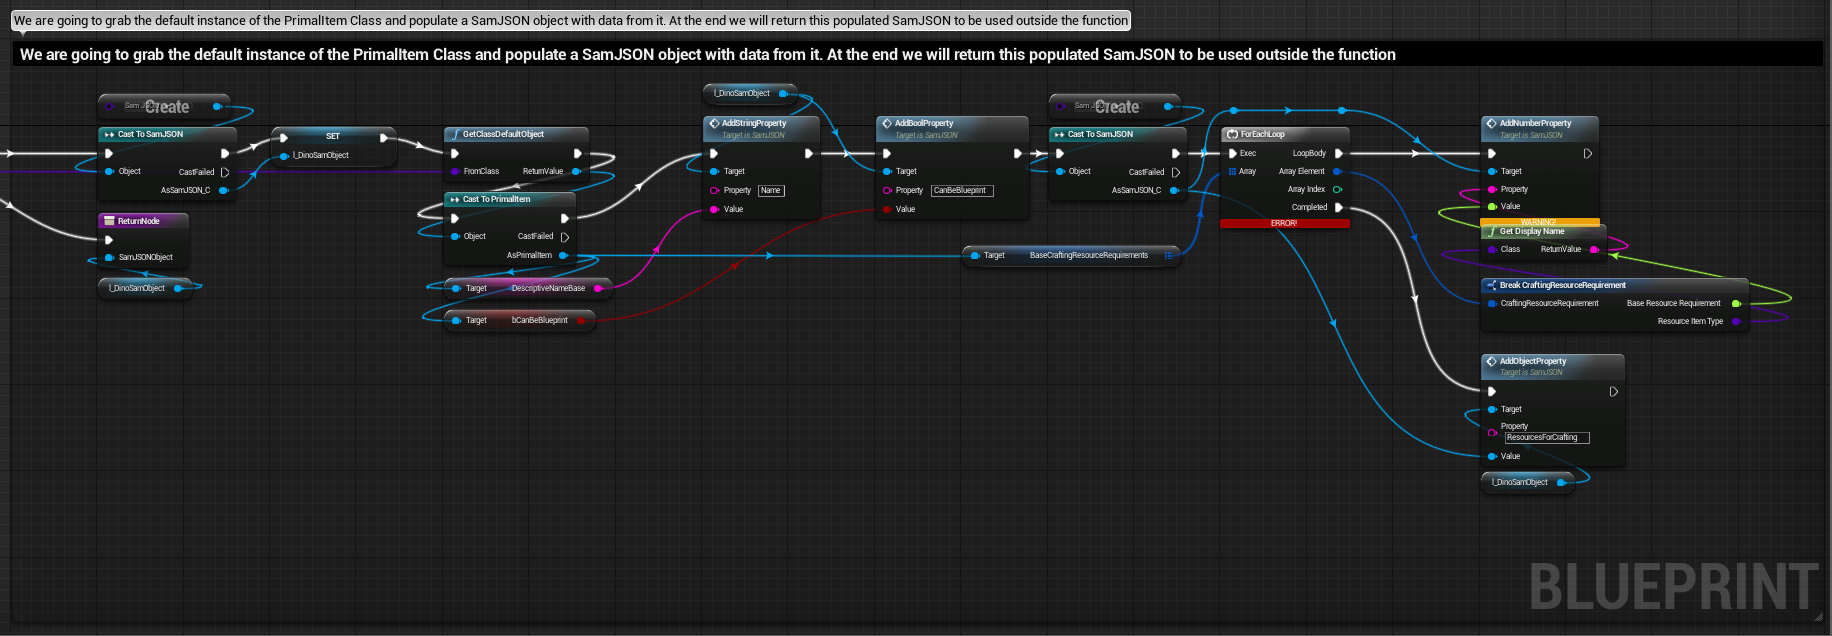 We are going to grab the default instance of the PrimalItem Class and populate a SamJSON object with data from it. At the end we will return this populated SamJSON to be used outside the function
We are going to grab the default instance of the PrimalItem Class and populate a SamJSON object with data from it. At the end we will return this populated SamJSON to be used outside the function
Create
Cast To SamJSON
Object
CastFailed
AsSamJSON_C
ReturnNode
SamJSONObject
l_DinoSamObject
SET
l_DinoSamObject
GetClassDefaultObject
FromClass
ReturnValue
Cast To PrimalItem
Object
CastFailed
AsPrimalItem
Target
DescriptiveNameBase
Target
bCanBeBlueprint
l_DinoSamObject
AddStringProperty
Target is SamJSON
Target
Property
Name
Value
AddBoolProperty
Target is SamJSON
Target
Property
CanBeBlueprint
Value
Target
BaseCraftingResourceRequirements
Create
Cast To SamJSON
Object
CastFailed
AsSamJSON_C
ForEachLoop
Exec
LoopBody
Array
Array Element
Array Index
Completed
ERROR!
AddNumberProperty
Target is SamJSON
Target
Property
Value
WARNING!
Get Display Name
Class
ReturnValue
Break CraftingResourceRequirement
CraftingResourceRequirement
Base Resource Requirement
Resource Item Type
AddObjectProperty
Target is SamJSON
Target
Property
ResourcesForCrafting
Value
l_DinoSamObject
BLUEPRINT